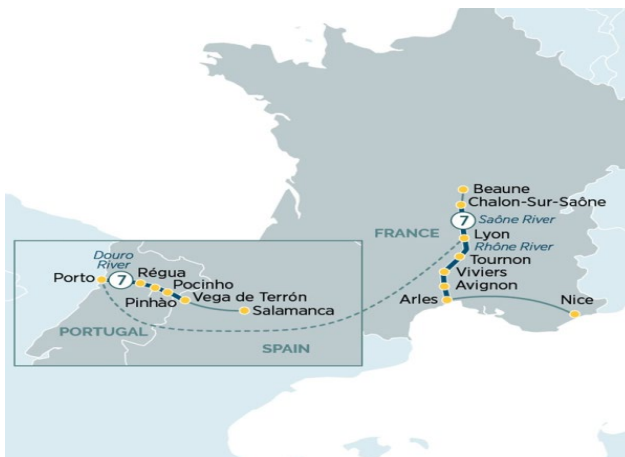 Beaune
Chalon-Sur-Saône
7
Saône River
FRANCE
Lyon
Rhône River
Tournon
Viviers
Avignon
Arles
Nice
Douro
River
Porto
7
Régua
Pocinho
Pinhào
Vega de Terrón
Salamanca
PORTUGAL
SPAIN